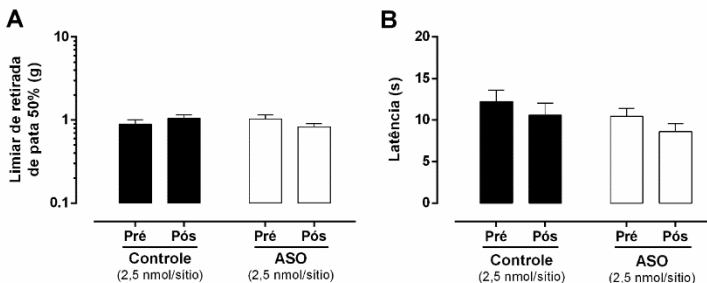 A
Limiar de retirada
de pata 50% (g)
10
1
0.1
Pré Pós Pré Pós
Controle ASO
(2,5 nmol/sítio) (2,5 nmol/sítio)
B
Latência (s)
20
15
10
5
0
Pré Pós Pré Pós
Controle ASO
(2,5 nmol/sítio) (2,5 nmol/sítio)